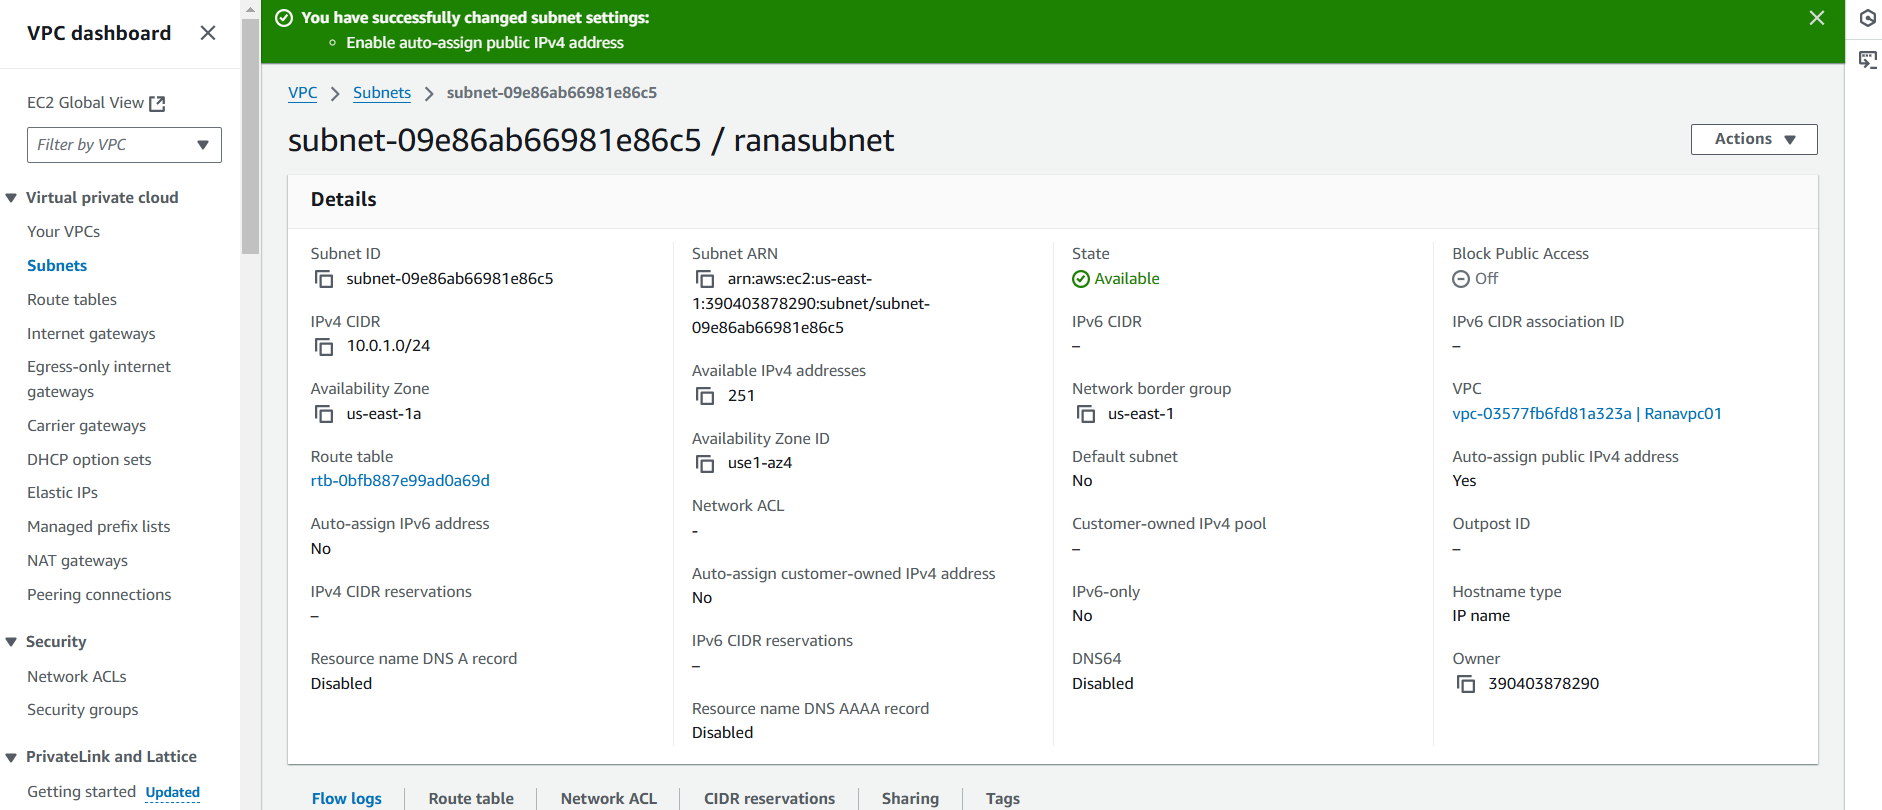 VPC dashboard
EC2 Global View
Filter by VPC
Virtual private cloud
Your VPCs
Subnets
Route tables
Internet gateways
Egress-only internet
gateways
Carrier gateways
DHCP option sets
Elastic IPs
Managed prefix lists
NAT gateways
Peering connections
Security
Network ACLs
Security groups
PrivateLink and Lattice
Getting started Updated
You have successfully changed subnet settings:
Enable auto-assign public IPv4 address
VPC > Subnets > subnet-09e86ab66981e86c5
subnet-09e86ab66981e86c5 / ranasubnet
Actions
Details
Subnet ID
subnet-09e86ab66981e86c5
IPv4 CIDR
10.0.1.0/24
Availability Zone
us-east-1a
Route table
rtb-0bfb887e99ad0a69d
Auto-assign IPv6 address
No
IPv4 CIDR reservations
–
Resource name DNS A record
Disabled
Subnet ARN
arn:aws:ec2:us-east-
1:390403878290:subnet/subnet-
09e86ab66981e86c5
Available IPv4 addresses
251
Availability Zone ID
use1-az4
Network ACL
-
Auto-assign customer-owned IPv4 address
No
IPv6 CIDR reservations
–
Resource name DNS AAAA record
Disabled
State
Available
IPv6 CIDR
–
Network border group
us-east-1
Default subnet
No
Customer-owned IPv4 pool
–
IPv6-only
No
DNS64
Disabled
Block Public Access
Off
IPv6 CIDR association ID
–
VPC
vpc-03577fb6fd81a323a | Ranavpc01
Auto-assign public IPv4 address
Yes
Outpost ID
–
Hostname type
IP name
Owner
390403878290
Flow logs
Route table
Network ACL
CIDR reservations
Sharing
Tags